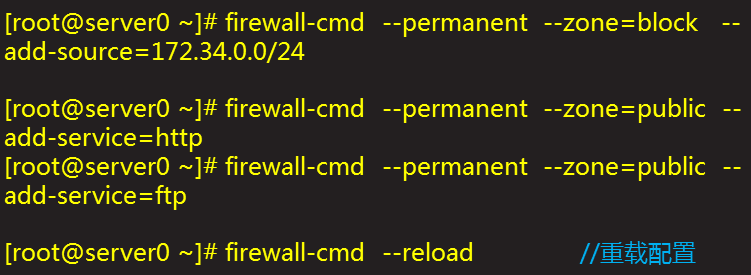 [root@server0 ~]# firewall-cmd --permanent --zone=block --
add-source=172.34.0.0/24
[root@server0 ~]# firewall-cmd --permanent --zone=public --
add-service=http
[root@server0 ~]# firewall-cmd --permanent --zone=public --
add-service=ftp
[root@server0 ~]# firewall-cmd --reload //重载配置